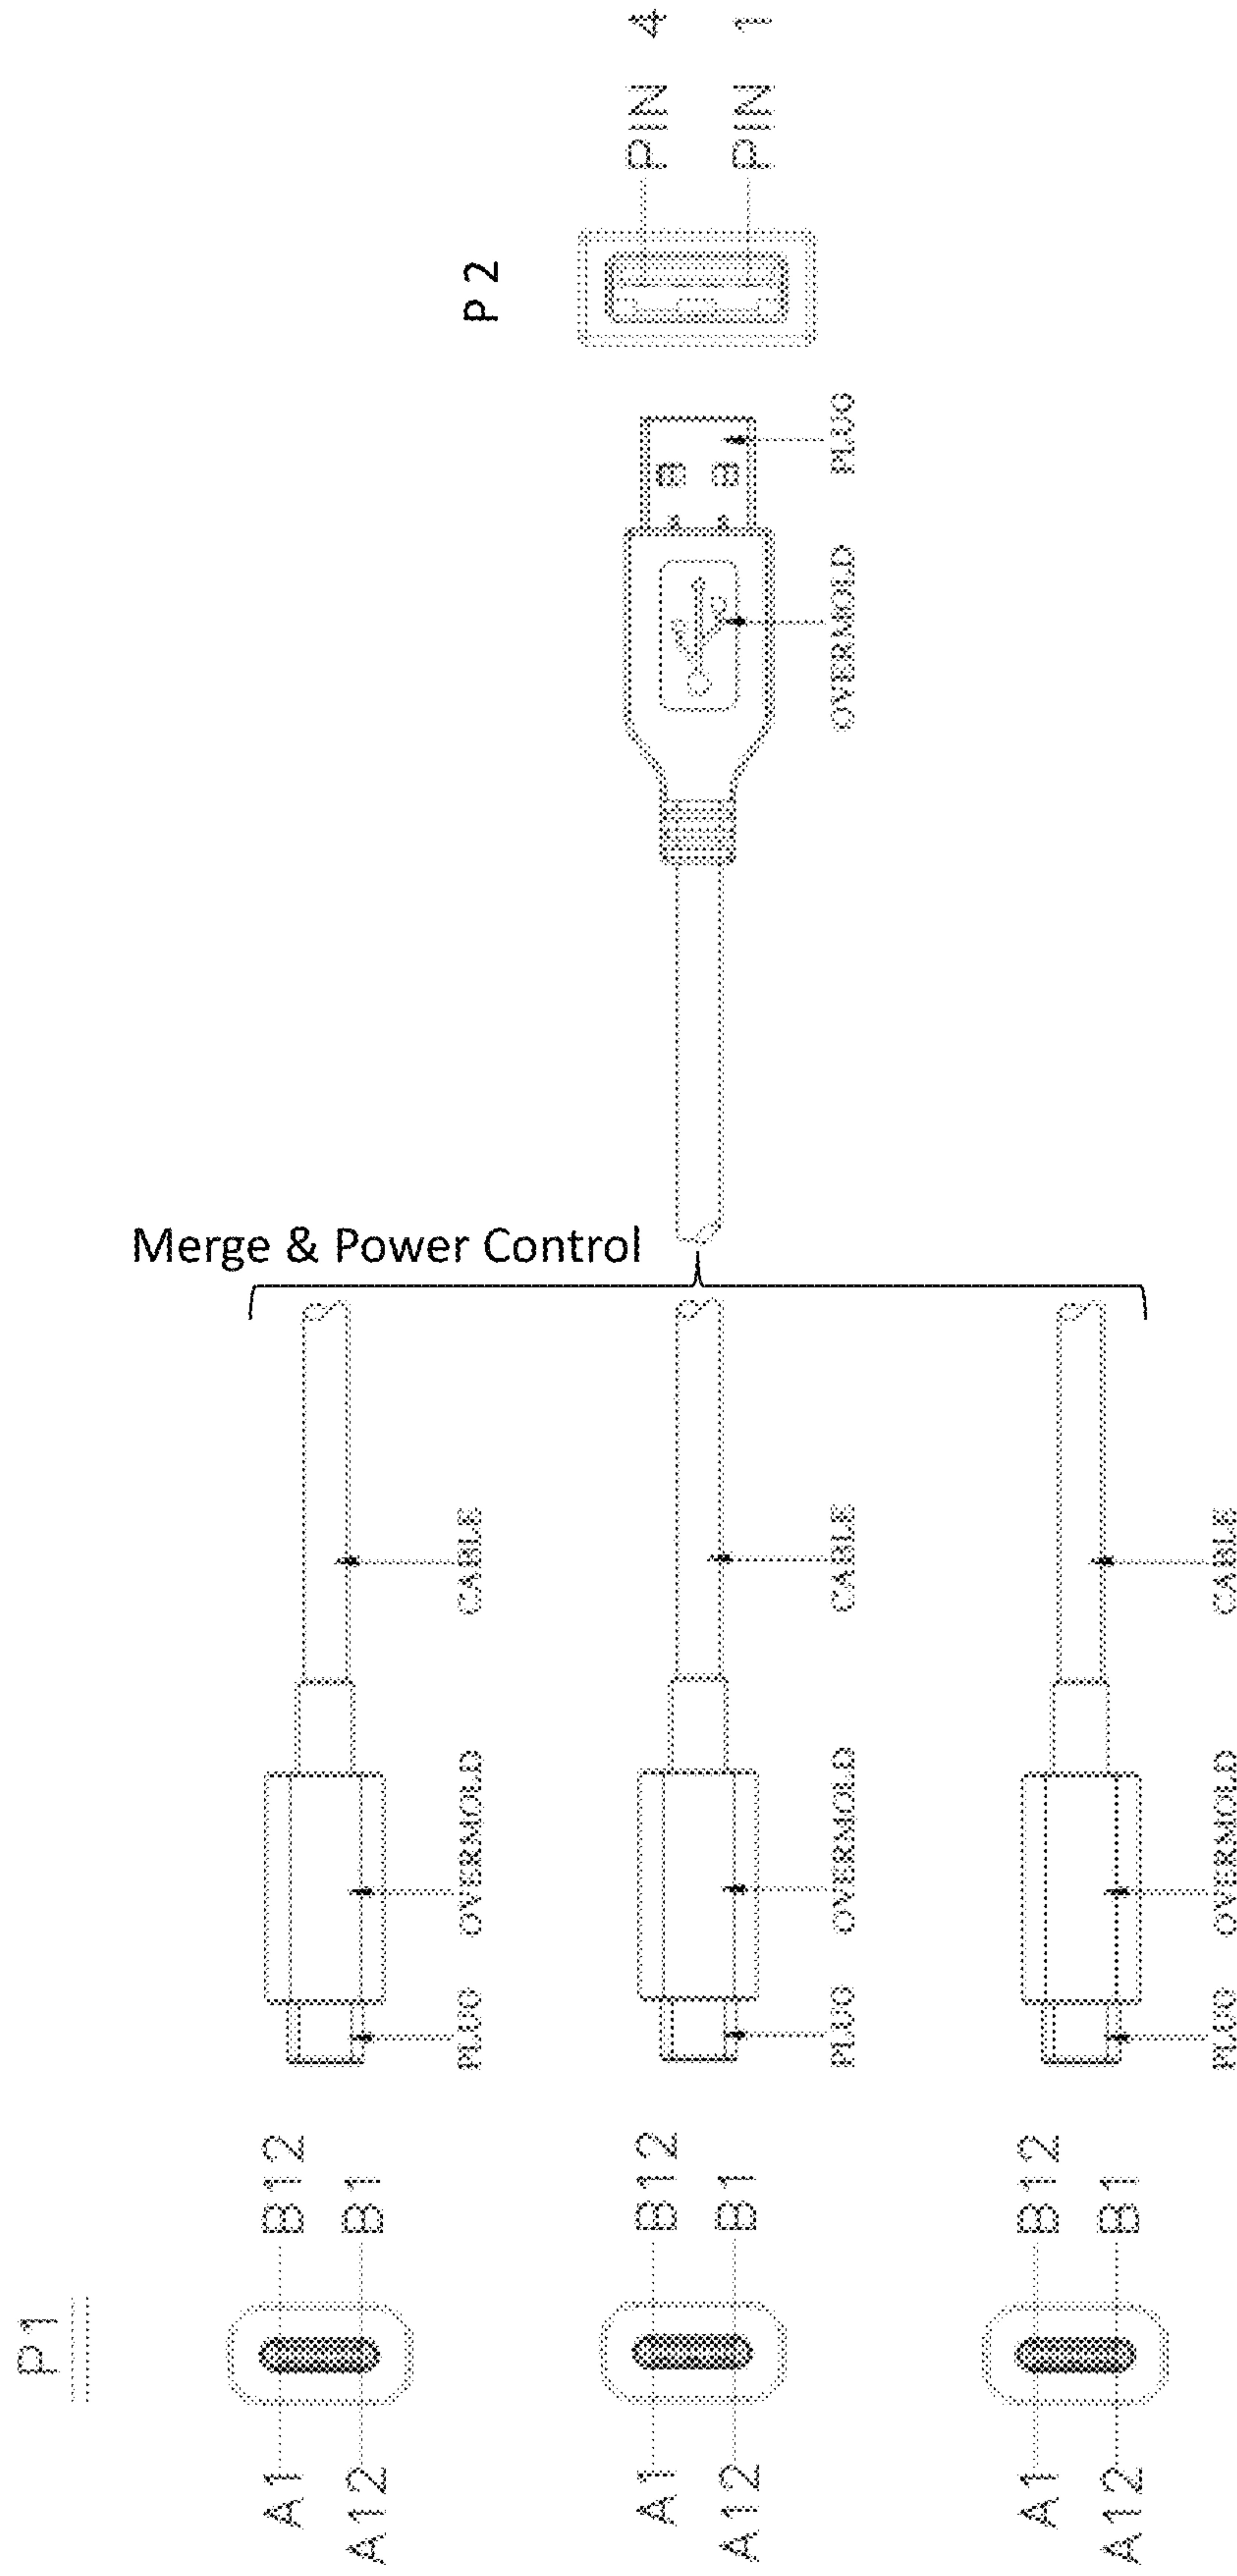 PIN 4
PIN 1
P 2
PLUG
OVERMOLD
Merge & Power Control
CABLE
CABLE
CABLE
OVERMOLD
OVERMOLD
OVERMOLD
PLUG
PLUG
PLUG
P1
B12
B1
B12
B1
B12
B1
A1
A12
A1
A12
A1
A12